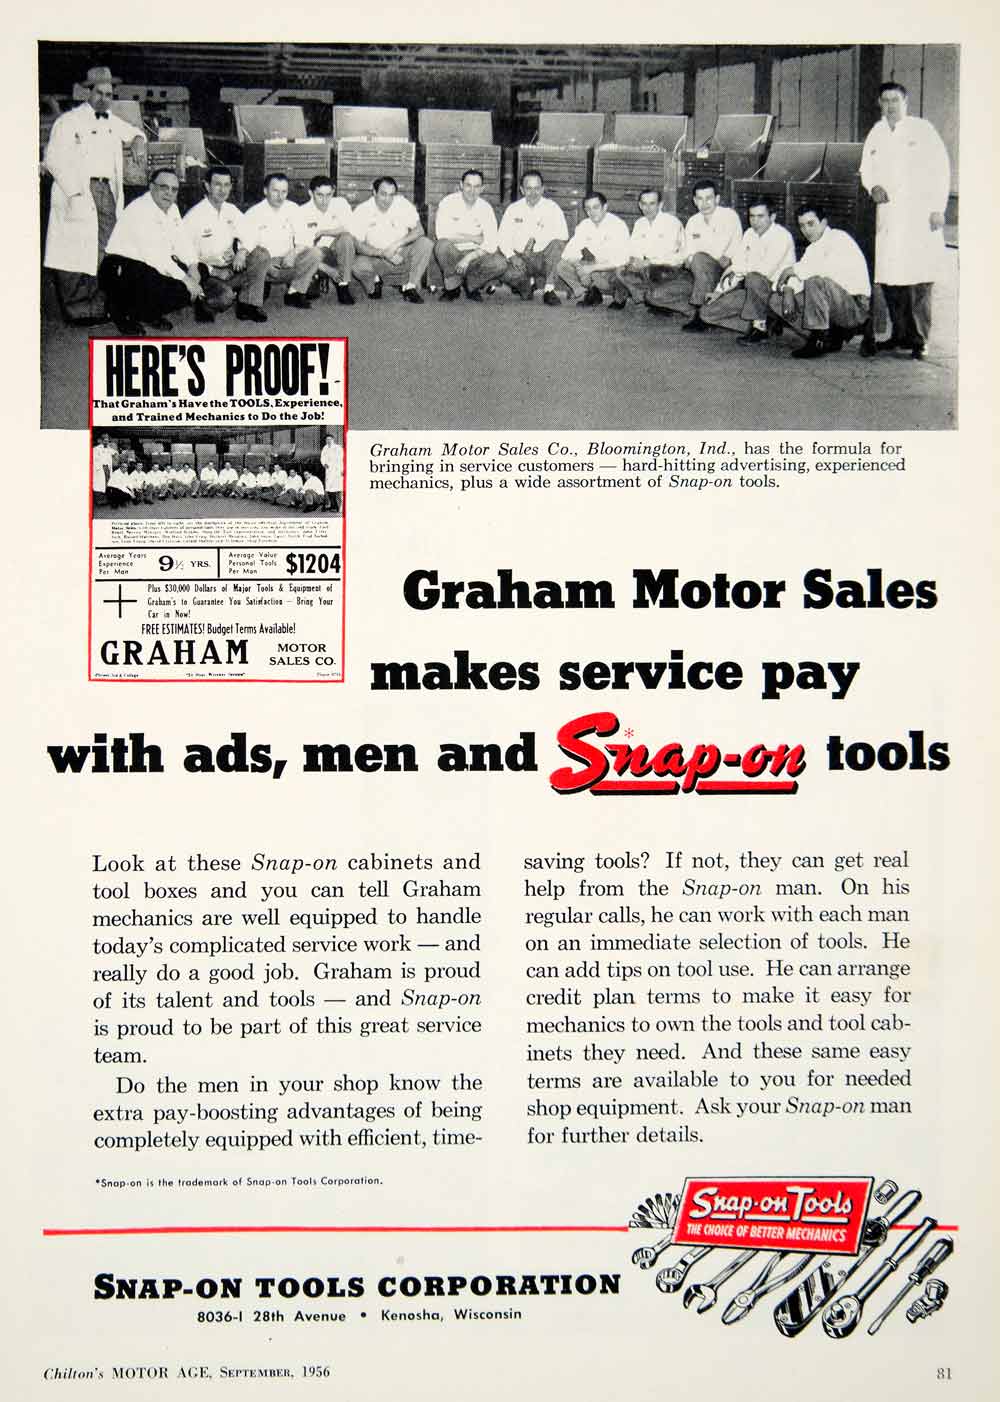 HERE'S PROOF!
That Graham's Have the TOOLS, Experience,
and Trained Mechanics to Do the Job!
Average Years
Experience
Per Man
9½ YRS.
Average Value
Personal Tools
Per Man
$1204
+
Plus $30,000 Dollars of Major Tools & Equipment of
Graham's to Guarantee You Satisfaction — Bring Your
Car in Now!
FREE ESTIMATES! Budget Terms Available!
GRAHAM MOTOR
SALES CO.
Graham Motor Sales Co., Bloomington, Ind., has the formula for
bringing in service customers — hard-hitting advertising, experienced
mechanics, plus a wide assortment of Snap-on tools.
Graham Motor Sales
makes service pay
with ads, men and Snap-on* tools
Look at these Snap-on cabinets and
tool boxes and you can tell Graham
mechanics are well equipped to handle
today's complicated service work — and
really do a good job. Graham is proud
of its talent and tools — and Snap-on
is proud to be part of this great service
team.
Do the men in your shop know the
extra pay-boosting advantages of being
completely equipped with efficient, time-
saving tools? If not, they can get real
help from the Snap-on man. On his
regular calls, he can work with each man
on an immediate selection of tools. He
can add tips on tool use. He can arrange
credit plan terms to make it easy for
mechanics to own the tools and tool cab-
inets they need. And these same easy
terms are available to you for needed
shop equipment. Ask your Snap-on man
for further details.
*Snap-on is the trademark of Snap-on Tools Corporation.
Snap-on Tools
THE CHOICE OF BETTER MECHANICS
SNAP-ON TOOLS CORPORATION
8036-I 28th Avenue • Kenosha, Wisconsin
Chilton's MOTOR AGE, SEPTEMBER, 1956
81